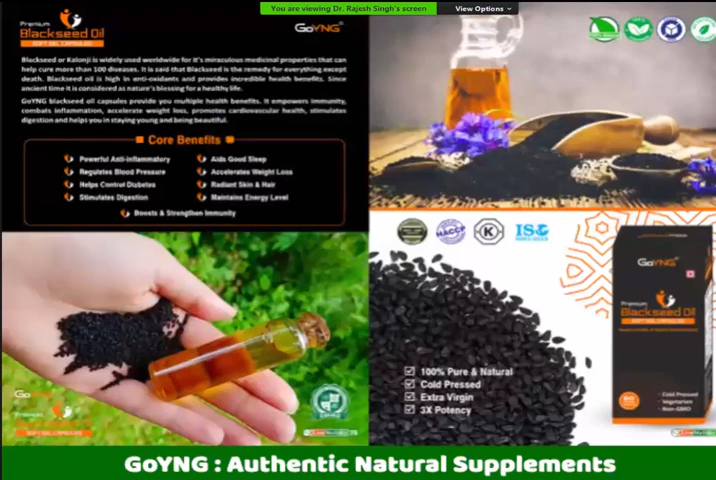 You are viewing Dr. Rajesh Singh's screen
View Options
Premium
Blackseed Oil
SOFT GEL CAPSULES
GoYNG
Blackseed or Kalonji is widely used worldwide for it's miraculous medicinal properties that can
help cure more than 100 diseases. It is said that Blackseed is the remedy for everything except
death. Blackseed oil is high in anti-oxidants and provides incredible health benefits. Since
ancient time it is considered as nature's blessing for a healthy life.
GoYNG blackseed oil capsules provide you multiple health benefits. It empowers immunity,
combats inflammation, accelerate weight loss, promotes cardiovascular health, stimulates
digestion and helps you in staying young and being beautiful.
Core Benefits
Powerful Anti-inflammatory
Aids Good Sleep
Regulates Blood Pressure
Accelerates Weight Loss
Helps Control Diabetes
Radiant Skin & Hair
Stimulates Digestion
Maintains Energy Level
Boosts & Strengthen Immunity
HACCP
K
GoYNG
Premium
Blackseed Oil
SOFT GEL CAPSULES
60
Cold Pressed
Vegetarian
Non-GMO
100% Pure & Natural
Cold Pressed
Extra Virgin
3X Potency
GoYNG
Premium
GoYNG : Authentic Natural Supplements